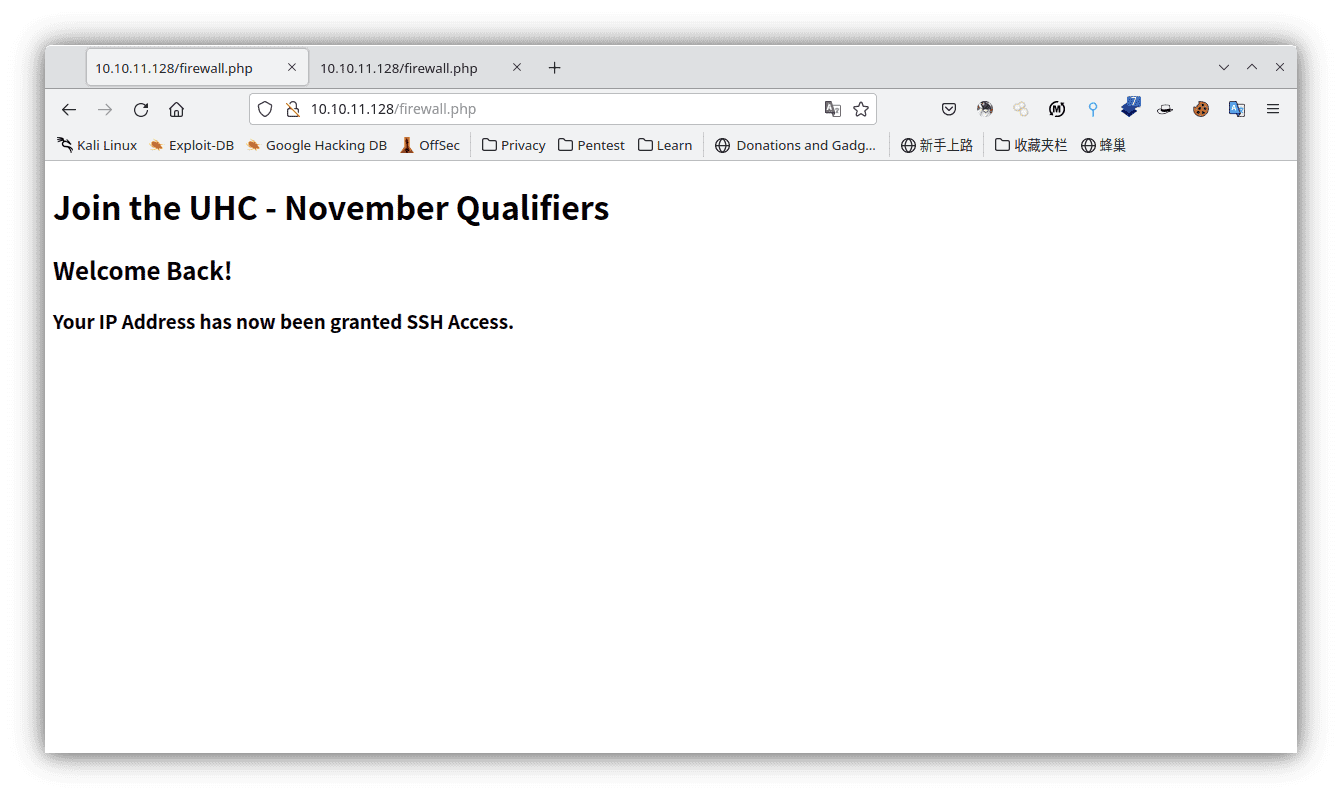 10.10.11.128/firewall.php 10.10.11.128/firewall.php
10.10.11.128/firewall.php
7
Kali Linux Exploit-DB Google Hacking DB OffSec Privacy Pentest Learn Donations and Gadg... 新手上路 收藏夹栏 蜂巢
Join the UHC - November Qualifiers
Welcome Back!
Your IP Address has now been granted SSH Access.